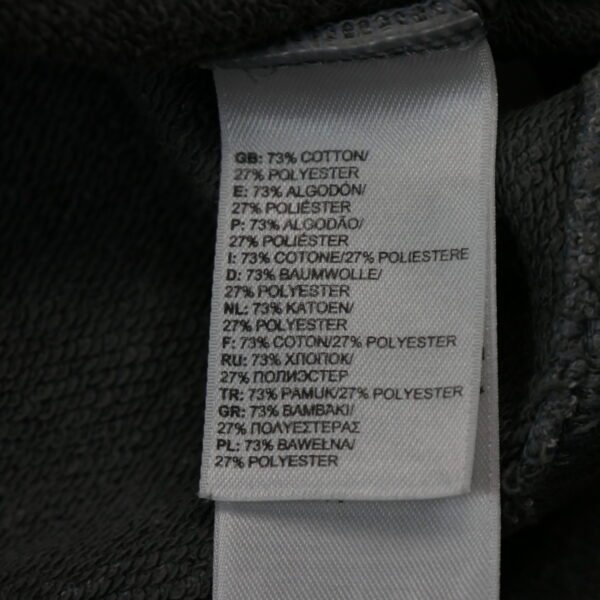 GB: 73% COTTON/
27% POLYESTER
E: 73% ALGODÓN/
27% POLIÉSTER
P: 73% ALGODÃO/
27% POLIÉSTER
I: 73% COTONE/27% POLIESTERE
D: 73% BAUMWOLLE/
27% POLYESTER
NL: 73% KATOEN/
27% POLYESTER
F: 73% COTON/27% POLYESTER
RU: 73% ХЛОПОК/
27% ПОЛИЭСТЕР
TR: 73% PAMUK/27% POLYESTER
GR: 73% ΒΑΜΒΑΚΙ/
27% ΠΟΛΥΕΣΤΕΡΑΣ
PL: 73% BAWEŁNA/
27% POLYESTER